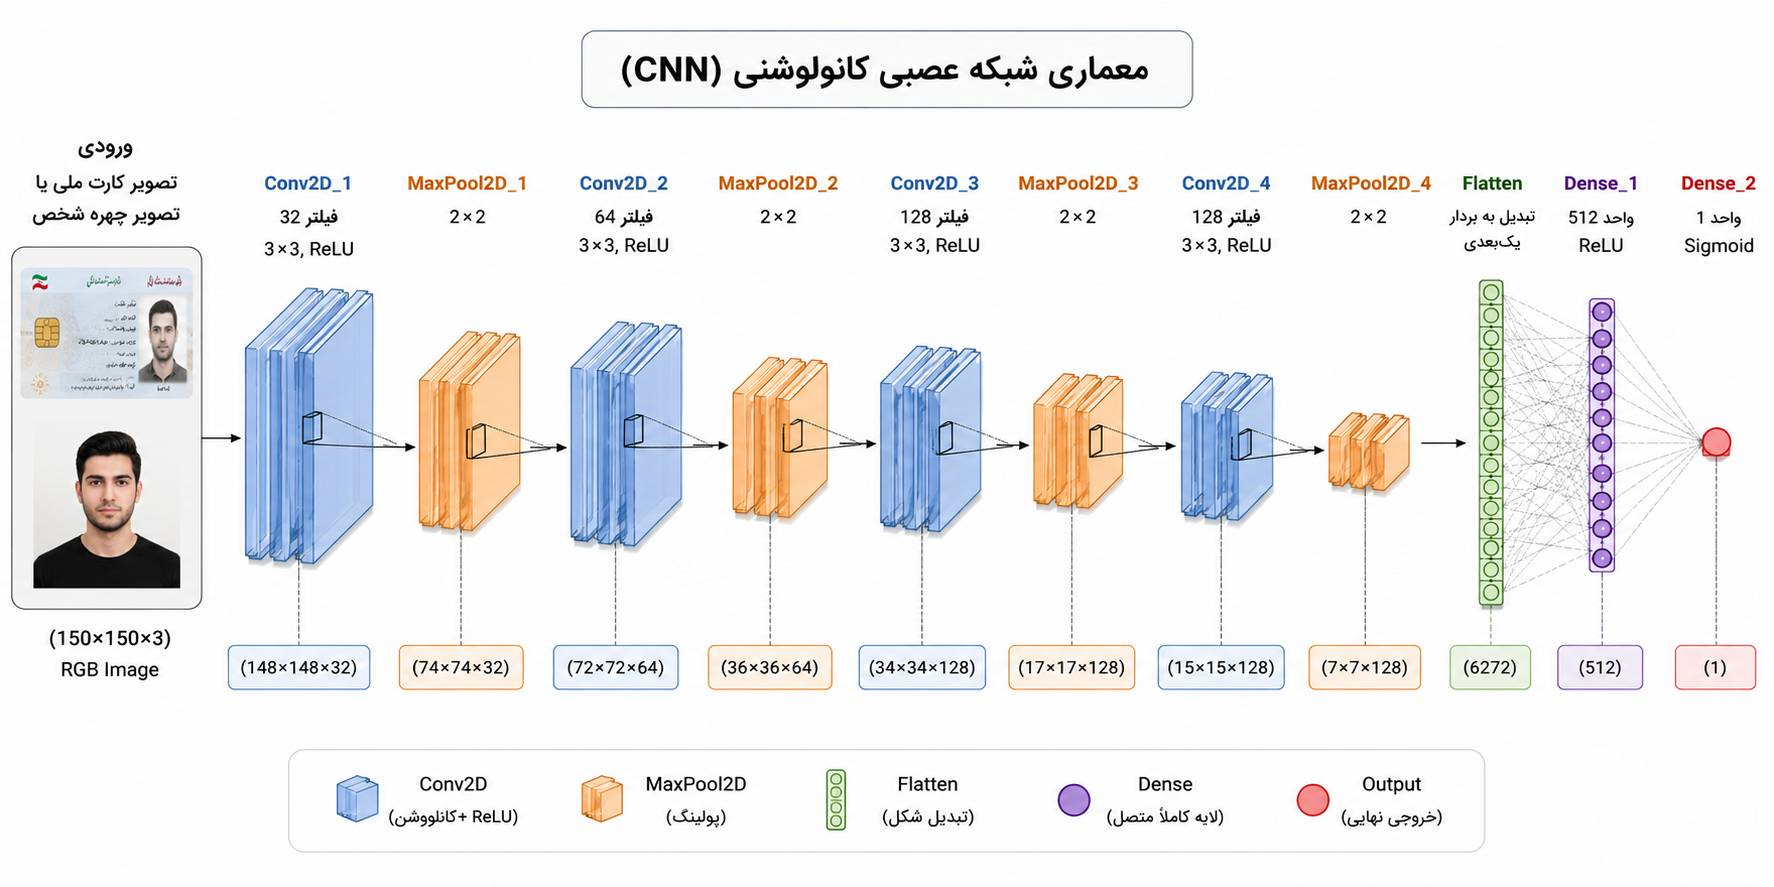 معماری شبکه عصبی کانولوشنی (CNN)
ورودی
تصویر کارت ملی یا
تصویر چهره شخص
(150×150×3)
RGB Image
Conv2D_1
32 فیلتر
3×3, ReLU
(148×148×32)
MaxPool2D_1
2×2
(74×74×32)
Conv2D_2
64 فیلتر
3×3, ReLU
(72×72×64)
MaxPool2D_2
2×2
(36×36×64)
Conv2D_3
128 فیلتر
3×3, ReLU
(34×34×128)
MaxPool2D_3
2×2
(17×17×128)
Conv2D_4
128 فیلتر
3×3, ReLU
(15×15×128)
MaxPool2D_4
2×2
(7×7×128)
Flatten
تبدیل به بردار
یک‌بعدی
(6272)
Dense_1
512 واحد
ReLU
(512)
Dense_2
1 واحد
Sigmoid
(1)
Conv2D
(کانلووشن+ ReLU)
MaxPool2D
(پولینگ)
Flatten
(تبدیل شکل)
Dense
(لایه کاملاً متصل)
Output
(خروجی نهایی)